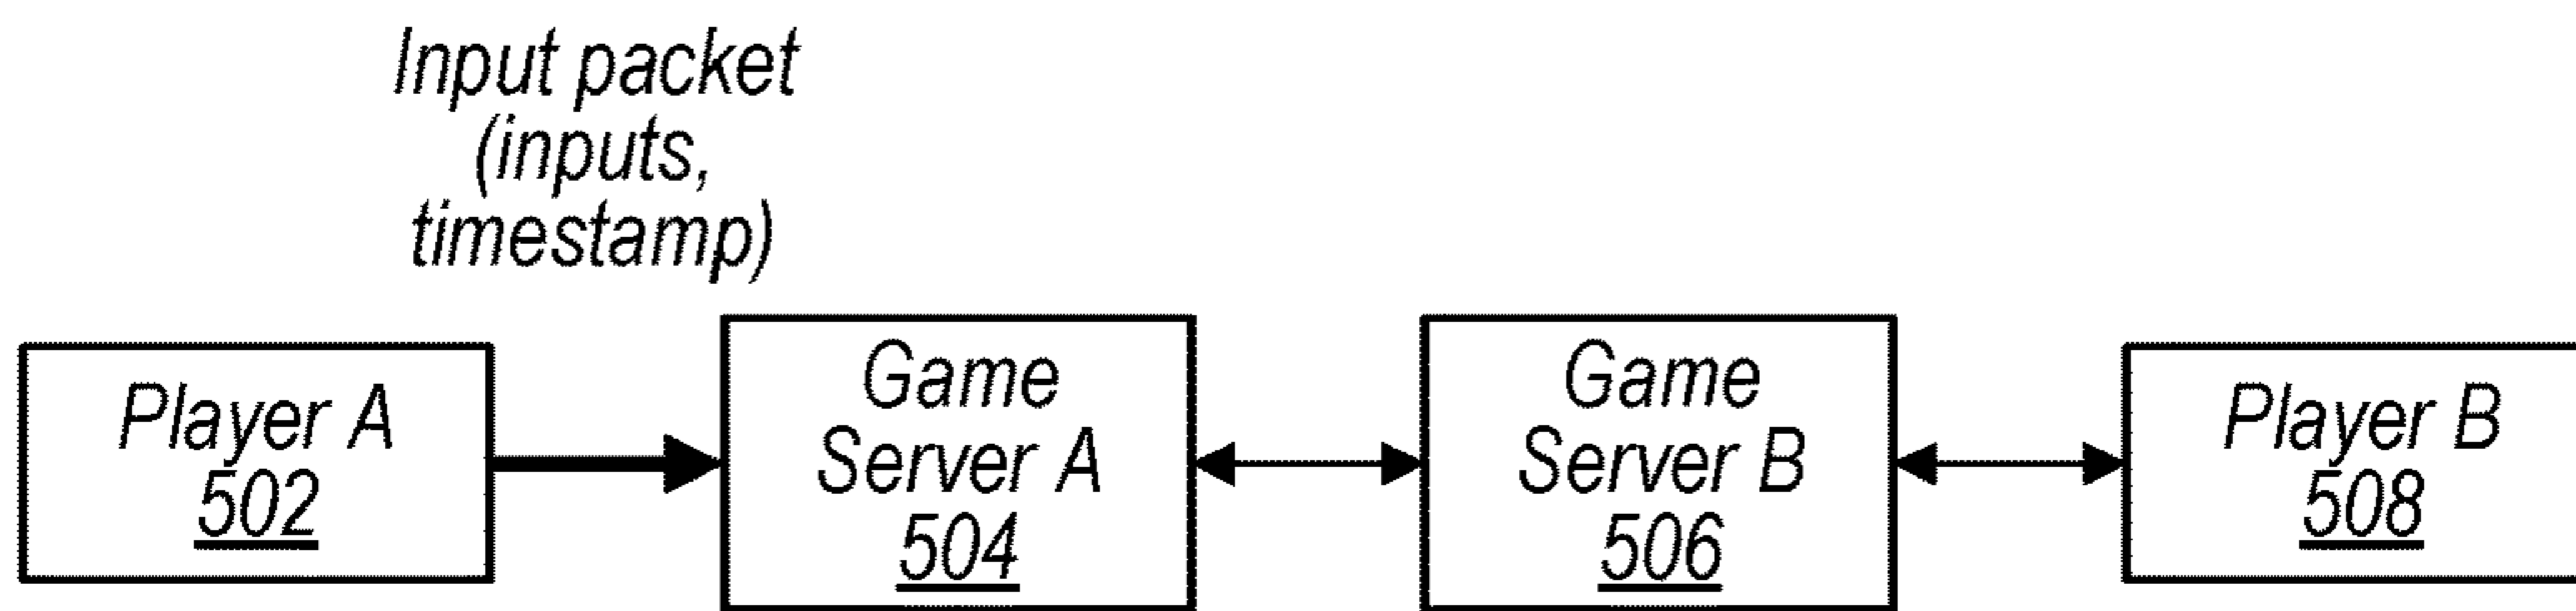 Input packet
(inputs,
timestamp)
Player A
502
Game
Server A
504
Game
Server B
506
Player B
508